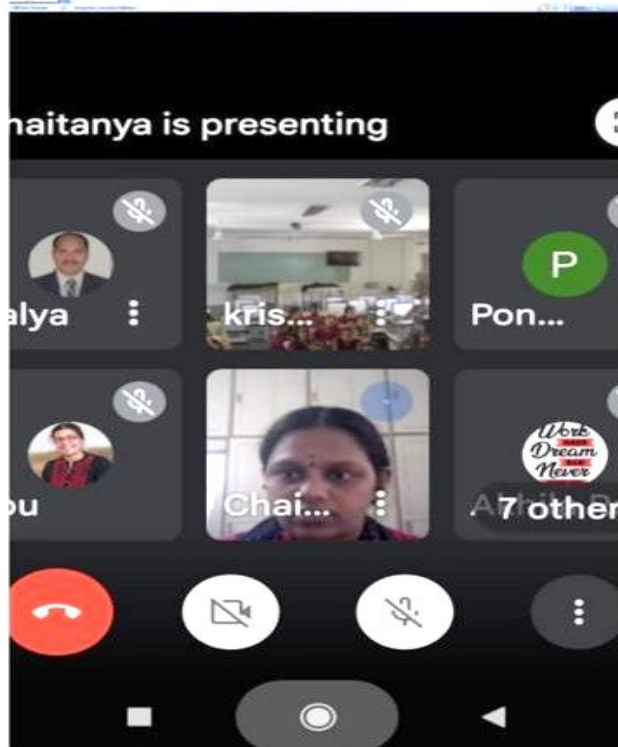 haitanya is presenting
alya
kris...
P
Pon...
ou
Chai...
Work
Dream
Never
7 other